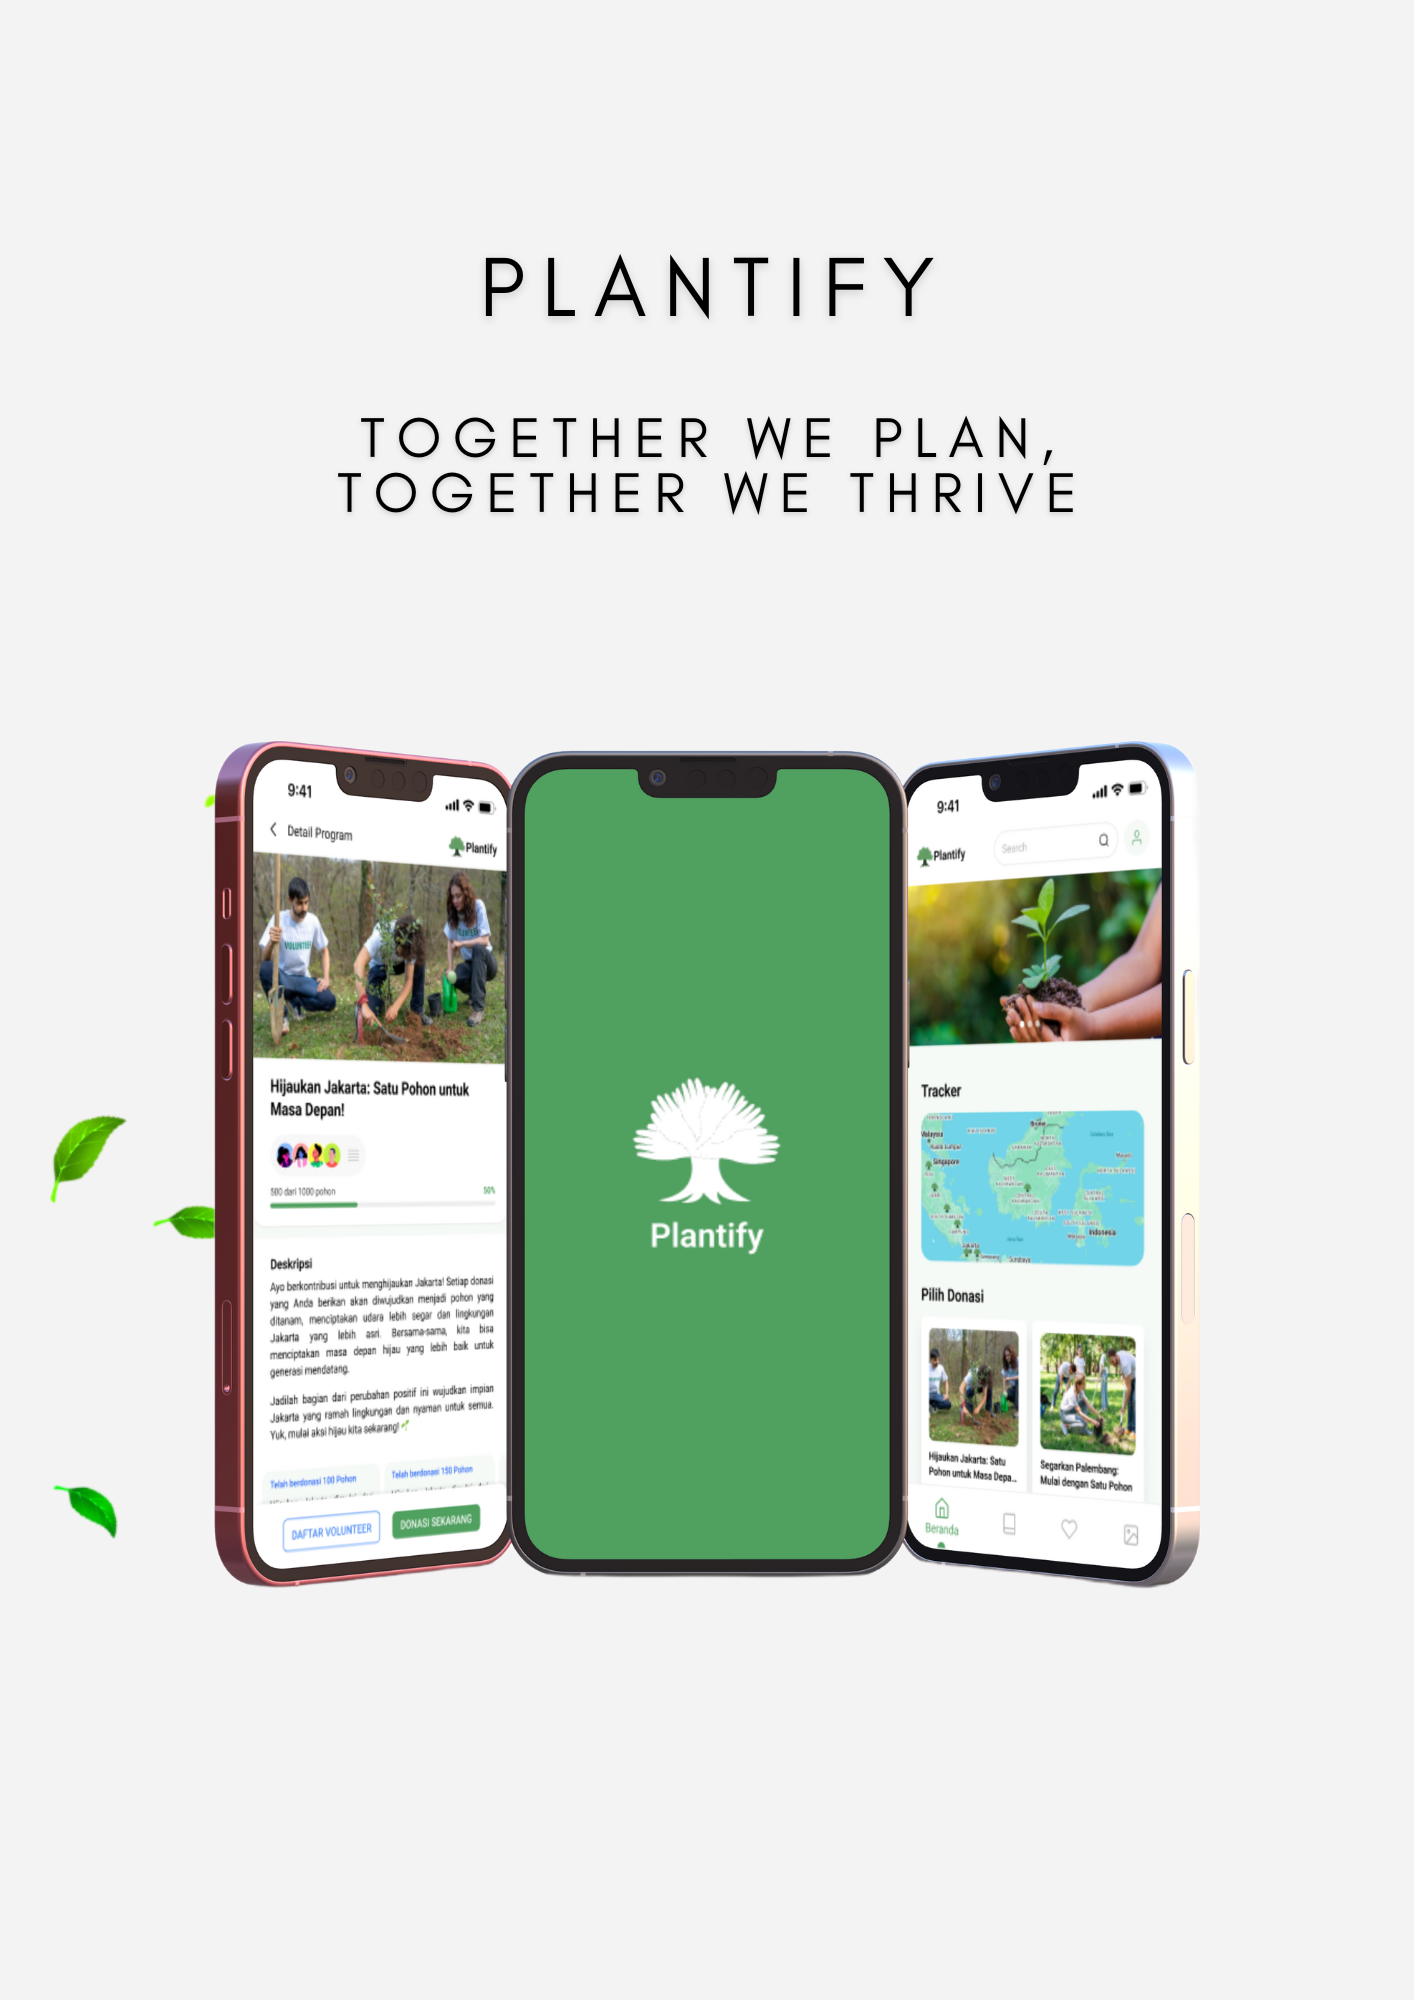 PLANTIFY
TOGETHER WE PLAN,
TOGETHER WE THRIVE
9:41
Detail Program
Plantify
VOLUNTEER
Hijaukan Jakarta: Satu Pohon untuk
Masa Depan!
500 dari 1000 pohon
50%
Deskripsi
Ayo berkontribusi untuk menghijaukan Jakarta! Setiap donasi
yang Anda berikan akan diwujudkan menjadi pohon yang
ditanam, menciptakan udara lebih segar dan lingkungan
Jakarta yang lebih asri. Bersama-sama, kita bisa
menciptakan masa depan hijau yang lebih baik untuk
generasi mendatang.
Jadilah bagian dari perubahan positif ini wujudkan impian
Jakarta yang ramah lingkungan dan nyaman untuk semua.
Yuk, mulai aksi hijau kita sekarang!
Telah berdonasi 100 Pohon
Telah berdonasi 150 Pohon
DAFTAR VOLUNTEER
DONASI SEKARANG
Plantify
9:41
Plantify
Search
Tracker
Malaysia
Kuala Lumpur
Singapore
Brunei
Indonesia
Jakarta
Semarang
Surabaya
Pilih Donasi
Hijaukan Jakarta: Satu
Pohon untuk Masa Depa...
Segarkan Palembang:
Mulai dengan Satu Pohon
Beranda